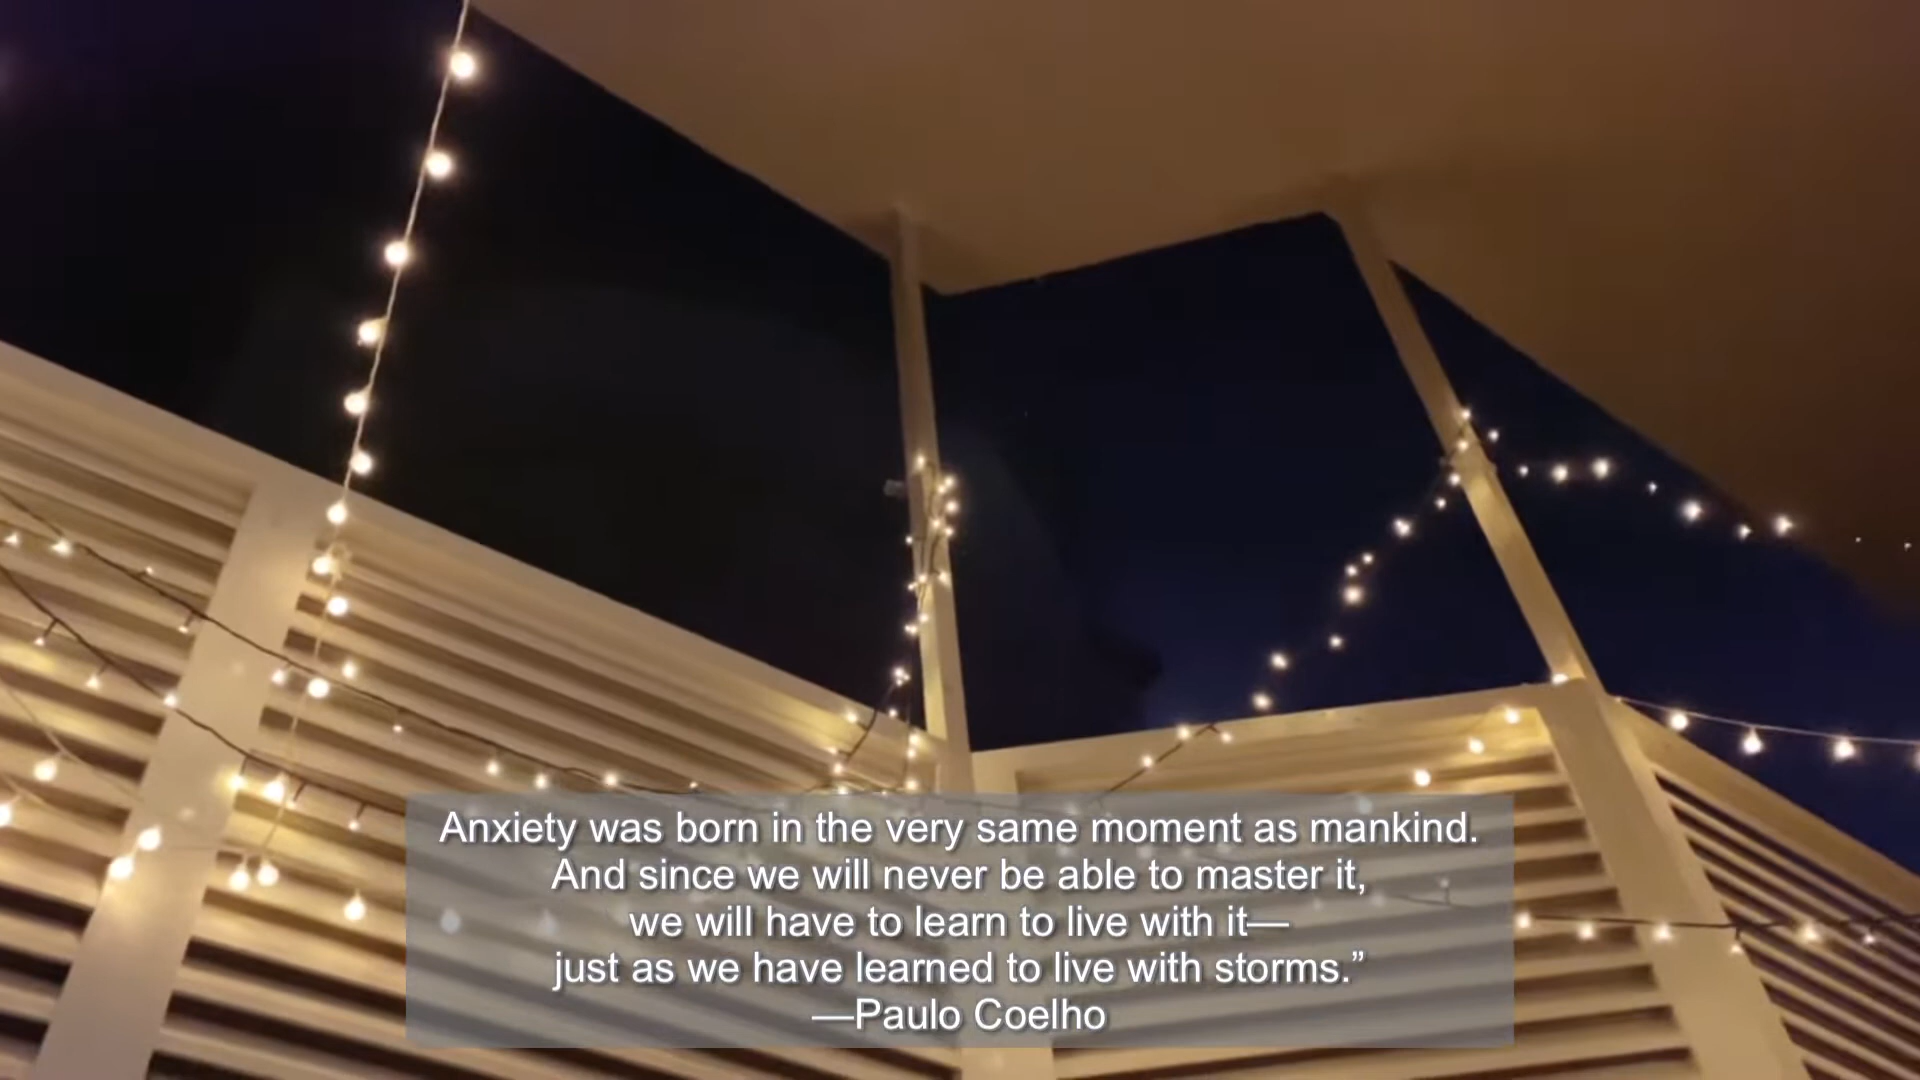 Anxiety was born in the very same moment as mankind.
And since we will never be able to master it,
we will have to learn to live with it—
just as we have learned to live with storms.”
—Paulo Coelho